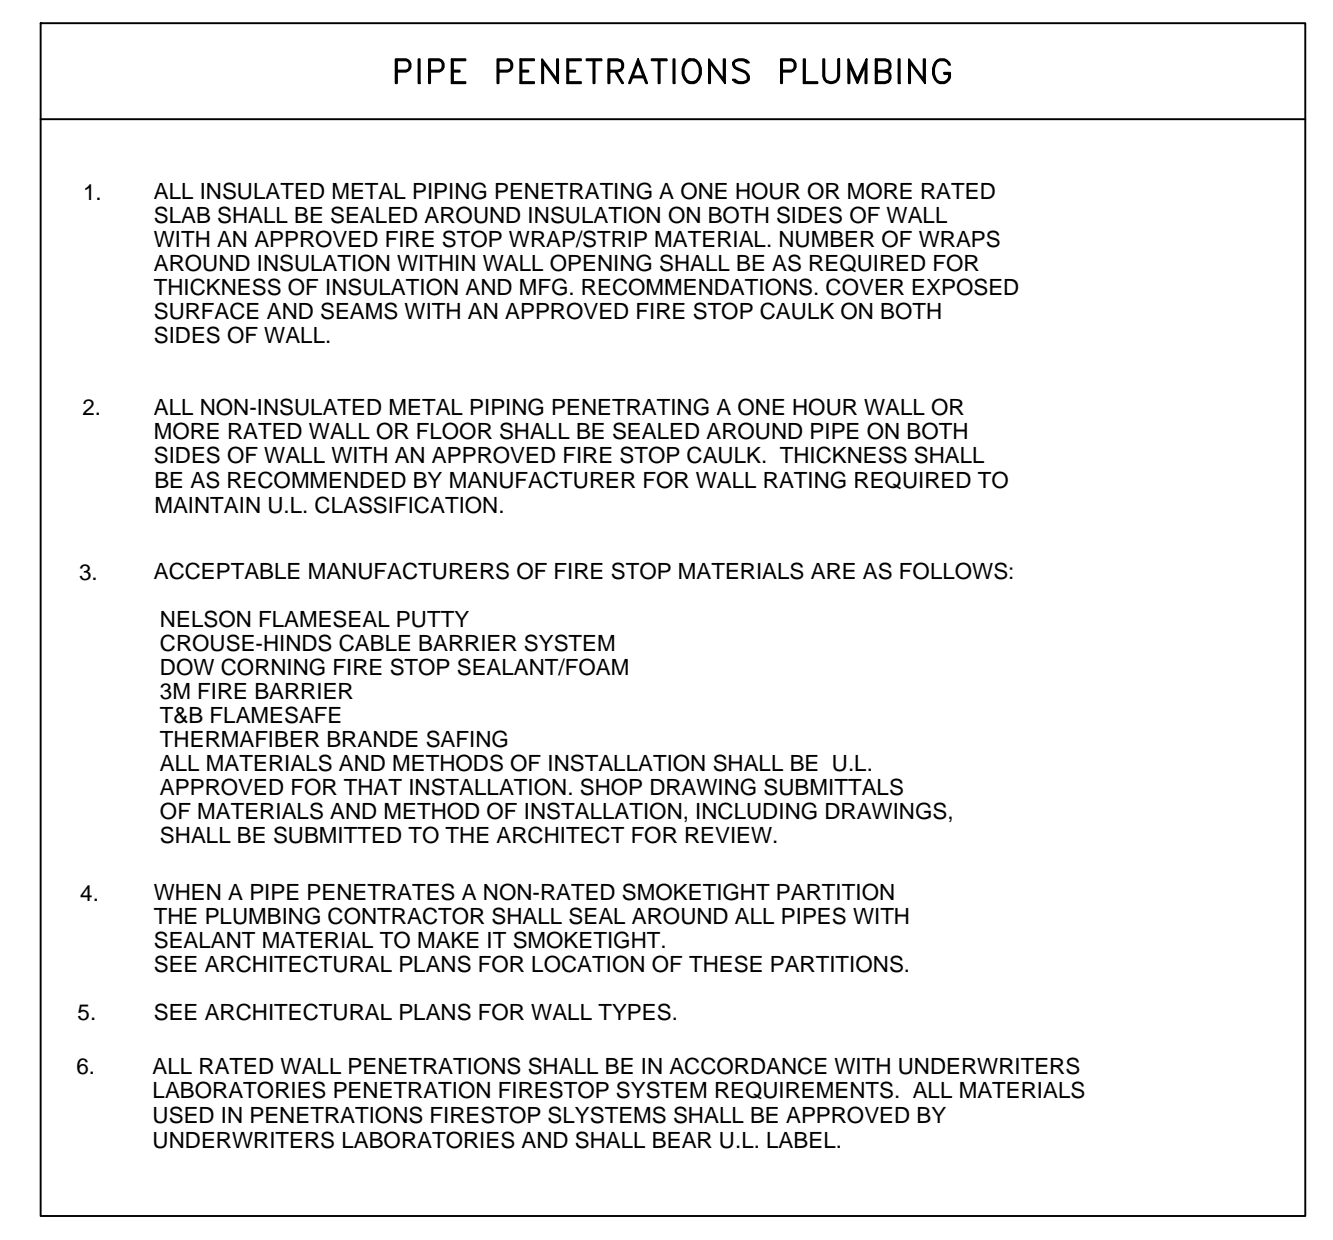 PIPE PENETRATIONS PLUMBING
1. ALL INSULATED METAL PIPING PENETRATING A ONE HOUR OR MORE RATED
SLAB SHALL BE SEALED AROUND INSULATION ON BOTH SIDES OF WALL
WITH AN APPROVED FIRE STOP WRAP/STRIP MATERIAL. NUMBER OF WRAPS
AROUND INSULATION WITHIN WALL OPENING SHALL BE AS REQUIRED FOR
THICKNESS OF INSULATION AND MFG. RECOMMENDATIONS. COVER EXPOSED
SURFACE AND SEAMS WITH AN APPROVED FIRE STOP CAULK ON BOTH
SIDES OF WALL.
2. ALL NON-INSULATED METAL PIPING PENETRATING A ONE HOUR WALL OR
MORE RATED WALL OR FLOOR SHALL BE SEALED AROUND PIPE ON BOTH
SIDES OF WALL WITH AN APPROVED FIRE STOP CAULK. THICKNESS SHALL
BE AS RECOMMENDED BY MANUFACTURER FOR WALL RATING REQUIRED TO
MAINTAIN U.L. CLASSIFICATION.
3. ACCEPTABLE MANUFACTURERS OF FIRE STOP MATERIALS ARE AS FOLLOWS:
NELSON FLAMESEAL PUTTY
CROUSE-HINDS CABLE BARRIER SYSTEM
DOW CORNING FIRE STOP SEALANT/FOAM
3M FIRE BARRIER
T&B FLAMESAFE
THERMAFIBER BRANDE SAFING
ALL MATERIALS AND METHODS OF INSTALLATION SHALL BE U.L.
APPROVED FOR THAT INSTALLATION. SHOP DRAWING SUBMITTALS
OF MATERIALS AND METHOD OF INSTALLATION, INCLUDING DRAWINGS,
SHALL BE SUBMITTED TO THE ARCHITECT FOR REVIEW.
4. WHEN A PIPE PENETRATES A NON-RATED SMOKETIGHT PARTITION
THE PLUMBING CONTRACTOR SHALL SEAL AROUND ALL PIPES WITH
SEALANT MATERIAL TO MAKE IT SMOKETIGHT.
SEE ARCHITECTURAL PLANS FOR LOCATION OF THESE PARTITIONS.
5. SEE ARCHITECTURAL PLANS FOR WALL TYPES.
6. ALL RATED WALL PENETRATIONS SHALL BE IN ACCORDANCE WITH UNDERWRITERS
LABORATORIES PENETRATION FIRESTOP SYSTEM REQUIREMENTS. ALL MATERIALS
USED IN PENETRATIONS FIRESTOP SLYSTEMS SHALL BE APPROVED BY
UNDERWRITERS LABORATORIES AND SHALL BEAR U.L. LABEL.